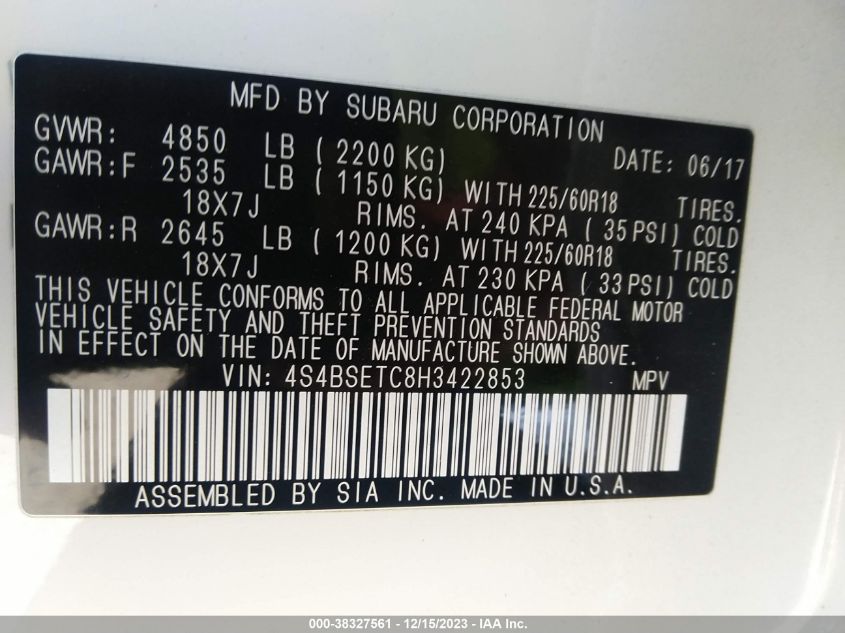 MFD BY SUBARU CORPORATION
GVWR: 4850 LB ( 2200 KG) DATE: 06/17
GAWR:F 2535 LB ( 1150 KG) WITH 225/60R18 TIRES.
18X7J RIMS. AT 240 KPA ( 35 PSI) COLD
GAWR:R 2645 LB ( 1200 KG) WITH 225/60R18 TIRES.
18X7J RIMS. AT 230 KPA ( 33 PSI) COLD
THIS VEHICLE CONFORMS TO ALL APPLICABLE FEDERAL MOTOR
VEHICLE SAFETY AND THEFT PREVENTION STANDARDS
IN EFFECT ON THE DATE OF MANUFACTURE SHOWN ABOVE.
VIN: 4S4BSETC8H3422853 MPV
ASSEMBLED BY SIA INC. MADE IN U.S.A.
000-38327561 - 12/15/2023 - IAA Inc.